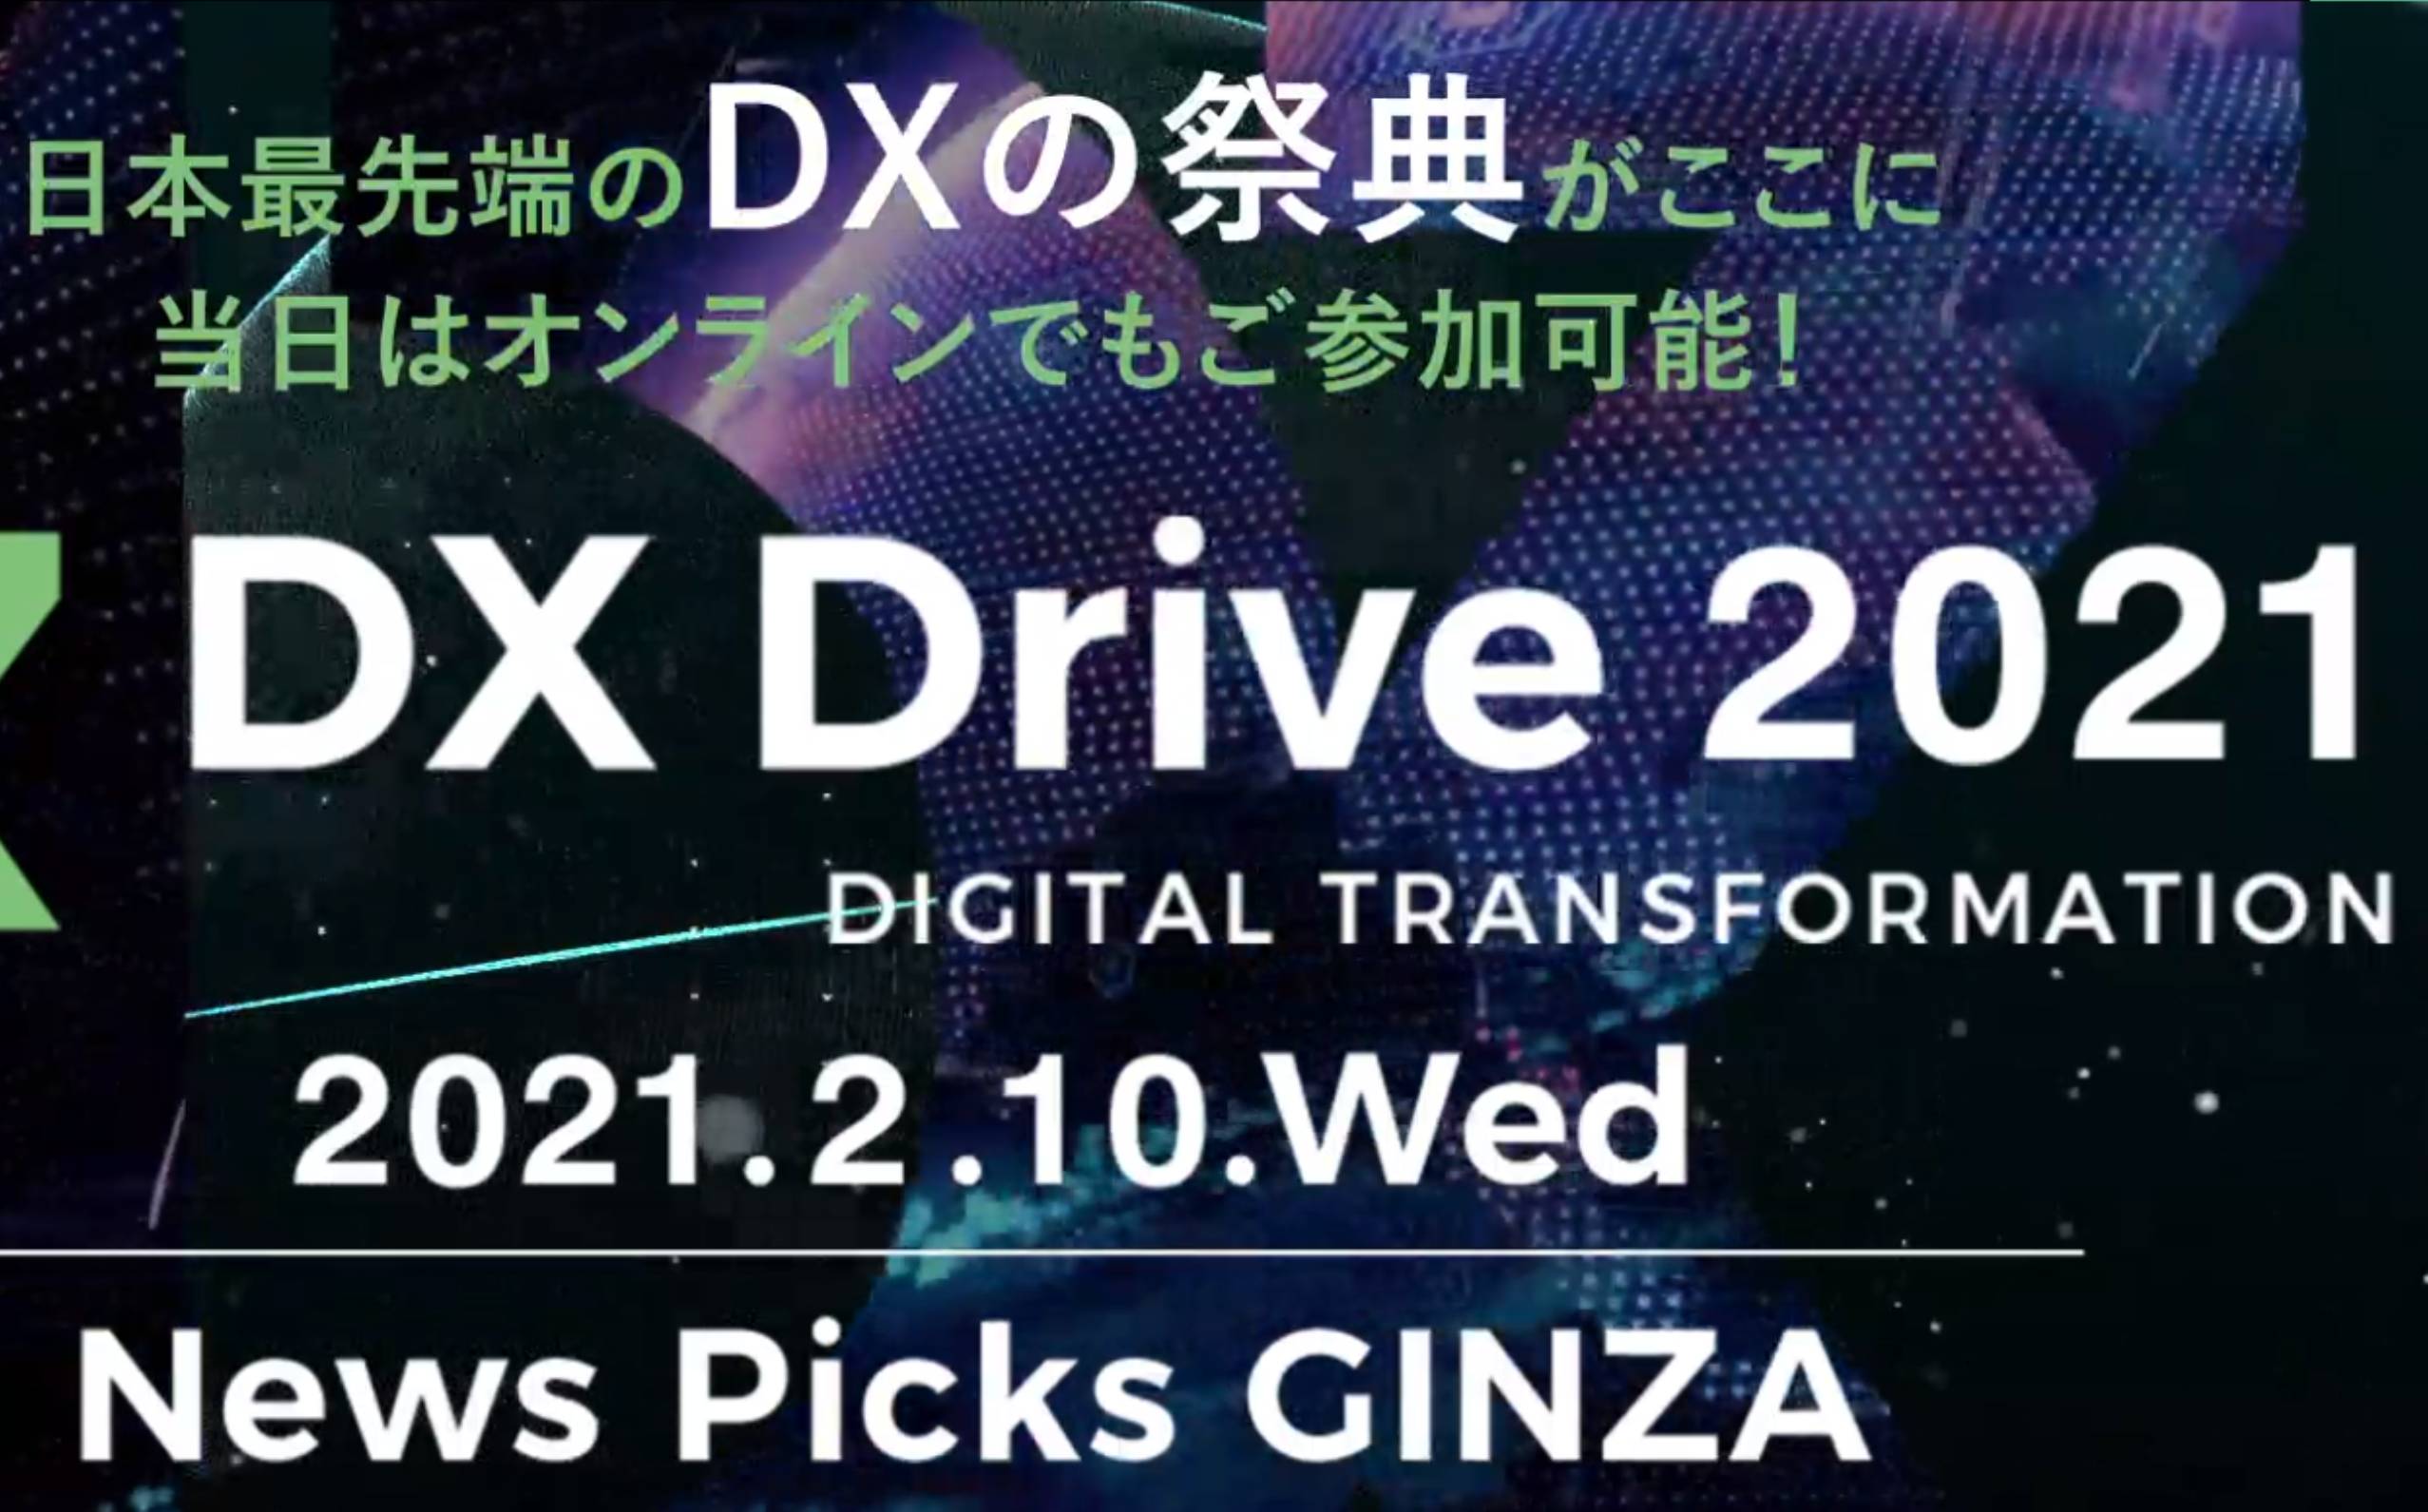 日本最先端のDXの祭典がここに
当日はオンラインでもご参加可能！
DX Drive 2021
DIGITAL TRANSFORMATION
2021.2.10.Wed
News Picks GINZA